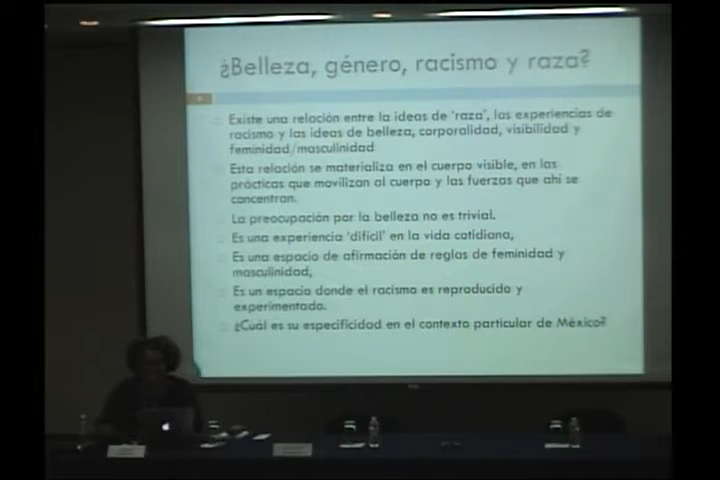 ¿Belleza, género, racismo y raza?
Existe una relación entre la ideas de 'raza', las experiencias de
racismo y las ideas de belleza, corporalidad, visibilidad y
feminidad/masculinidad
Esta relación se materializa en el cuerpo visible, en las
prácticas que movilizan al cuerpo y las fuerzas que ahí se
concentran.
La preocupación por la belleza no es trivial.
Es una experiencia 'difícil' en la vida cotidiana,
Es una espacio de afirmación de reglas de feminidad y
masculinidad,
Es un espacio donde el racismo es reproducido y
experimentado.
¿Cuál es su especificidad en el contexto particular de México?